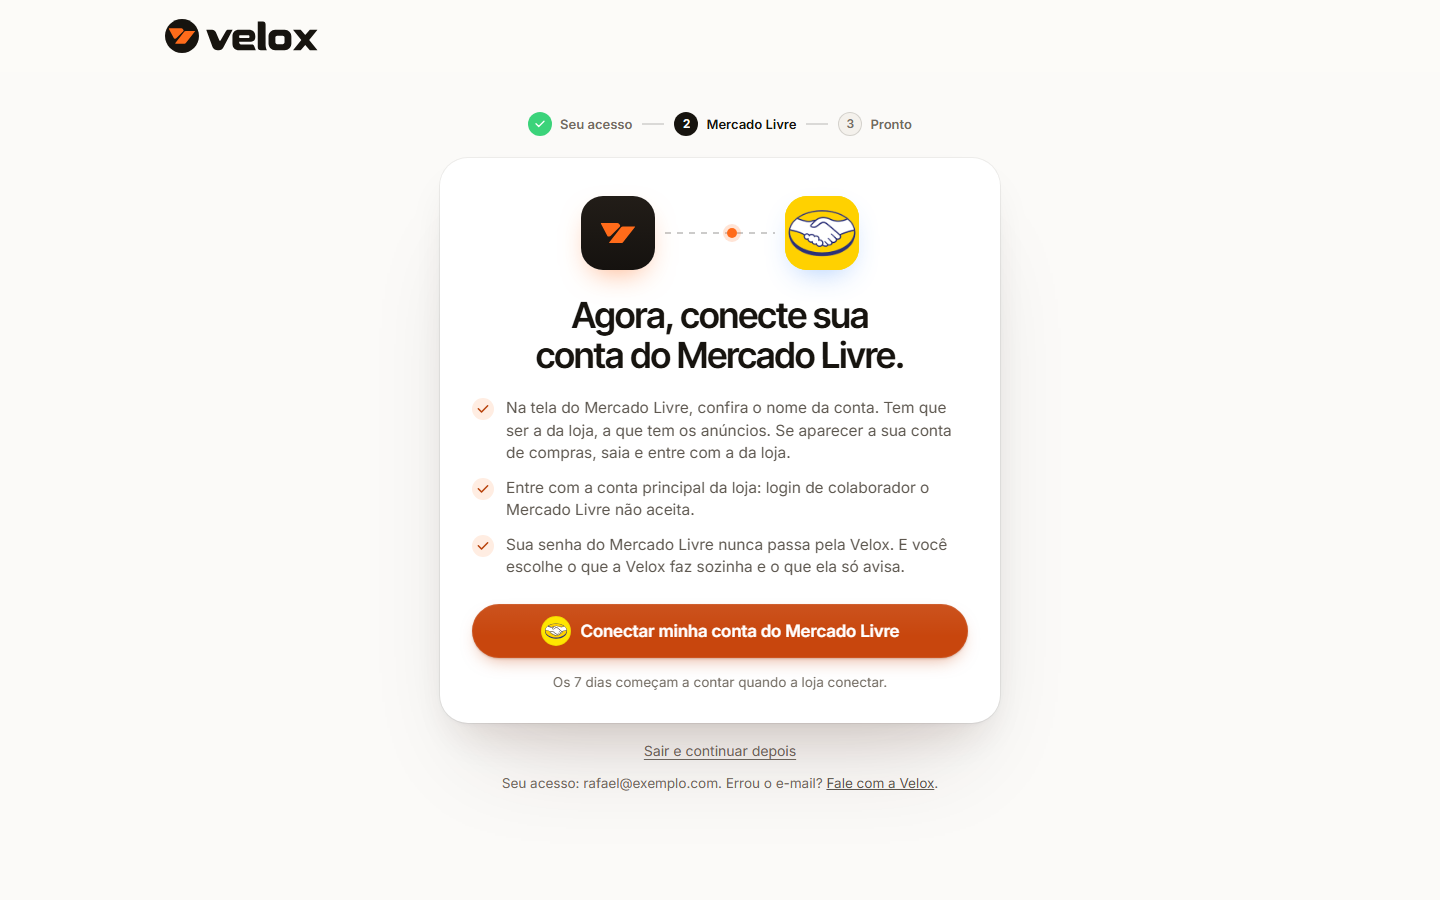 velox
Seu acesso
2 Mercado Livre
3 Pronto
Agora, conecte sua
conta do Mercado Livre.
Na tela do Mercado Livre, confira o nome da conta. Tem que
ser a da loja, a que tem os anúncios. Se aparecer a sua conta
de compras, saia e entre com a da loja.
Entre com a conta principal da loja: login de colaborador o
Mercado Livre não aceita.
Sua senha do Mercado Livre nunca passa pela Velox. E você
escolhe o que a Velox faz sozinha e o que ela só avisa.
Conectar minha conta do Mercado Livre
Os 7 dias começam a contar quando a loja conectar.
Sair e continuar depois
Seu acesso: rafael@exemplo.com. Errou o e-mail? Fale com a Velox.